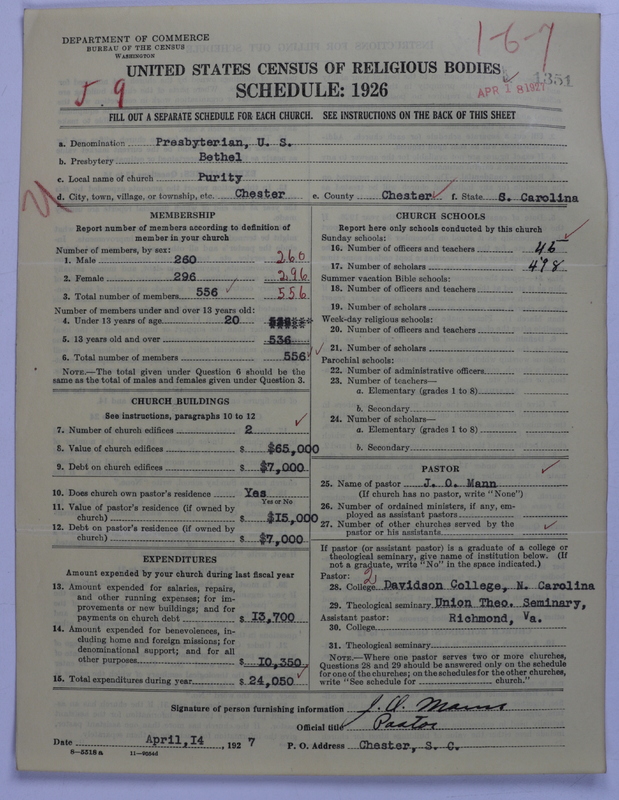 DEPARTMENT OF COMMERCE
BUREAU OF THE CENSUS
WASHINGTON
1-6-7
1351
APR 18 1927
UNITED STATES CENSUS OF RELIGIOUS BODIES
SCHEDULE: 1926
5.9
FILL OUT A SEPARATE SCHEDULE FOR EACH CHURCH. SEE INSTRUCTIONS ON THE BACK OF THIS SHEET
a. Denomination Presbyterian, U. S.
b. Presbytery Bethel
c. Local name of church Purity
d. City, town, village, or township, etc. Chester e. County Chester f. State S. Carolina
MEMBERSHIP
Report number of members according to definition of
member in your church
Number of members, by sex:
1. Male 260 260
2. Female 296 296
3. Total number of members 556 556
Number of members under and over 13 years old:
4. Under 13 years of age 20
5. 13 years old and over 536
6. Total number of members 556
NOTE.—The total given under Question 6 should be the
same as the total of males and females given under Question 3.
CHURCH BUILDINGS
See instructions, paragraphs 10 to 12
7. Number of church edifices 2
8. Value of church edifices $ $65,000
9. Debt on church edifices $ $7,000
10. Does church own pastor's residence Yes
Yes or No
11. Value of pastor's residence (if owned by
church) $ $15,000
12. Debt on pastor's residence (if owned by
church) $ $7,000
EXPENDITURES
Amount expended by your church during last fiscal year
13. Amount expended for salaries, repairs,
and other running expenses; for im-
provements or new buildings; and for
payments on church debt $ 13,700
14. Amount expended for benevolences, in-
cluding home and foreign missions; for
denominational support; and for all
other purposes $ 10,350
15. Total expenditures during year $ 24,050
CHURCH SCHOOLS
Report here only schools conducted by this church
Sunday schools:
16. Number of officers and teachers 45
17. Number of scholars 498
Summer vacation Bible schools:
18. Number of officers and teachers
19. Number of scholars
Week-day religious schools:
20. Number of officers and teachers
21. Number of scholars
Parochial schools:
22. Number of administrative officers
23. Number of teachers—
a. Elementary (grades 1 to 8)
b. Secondary
24. Number of scholars—
a. Elementary (grades 1 to 8)
b. Secondary
PASTOR
25. Name of pastor J. O. Mann
(If church has no pastor, write "None")
26. Number of ordained ministers, if any, em-
ployed as assistant pastors
27. Number of other churches served by the
pastor or his assistants
If pastor (or assistant pastor) is a graduate of a college or
theological seminary, give name of institution below. (If
not a graduate, write "No" in the space indicated.)
Pastor: 2
28. College Davidson College, N. Carolina
29. Theological seminary Union Theo. Seminary,
Assistant pastor: Richmond, Va.
30. College
31. Theological seminary
NOTE.—Where one pastor serves two or more churches,
Questions 28 and 29 should be answered only on the schedule
for one of the churches; on the schedules for the other churches,
write "See schedule for church."
Signature of person furnishing information J. O. Mann
Official title Pastor
Date April, 14, 1927 P. O. Address Chester, S. C.
8-5318a